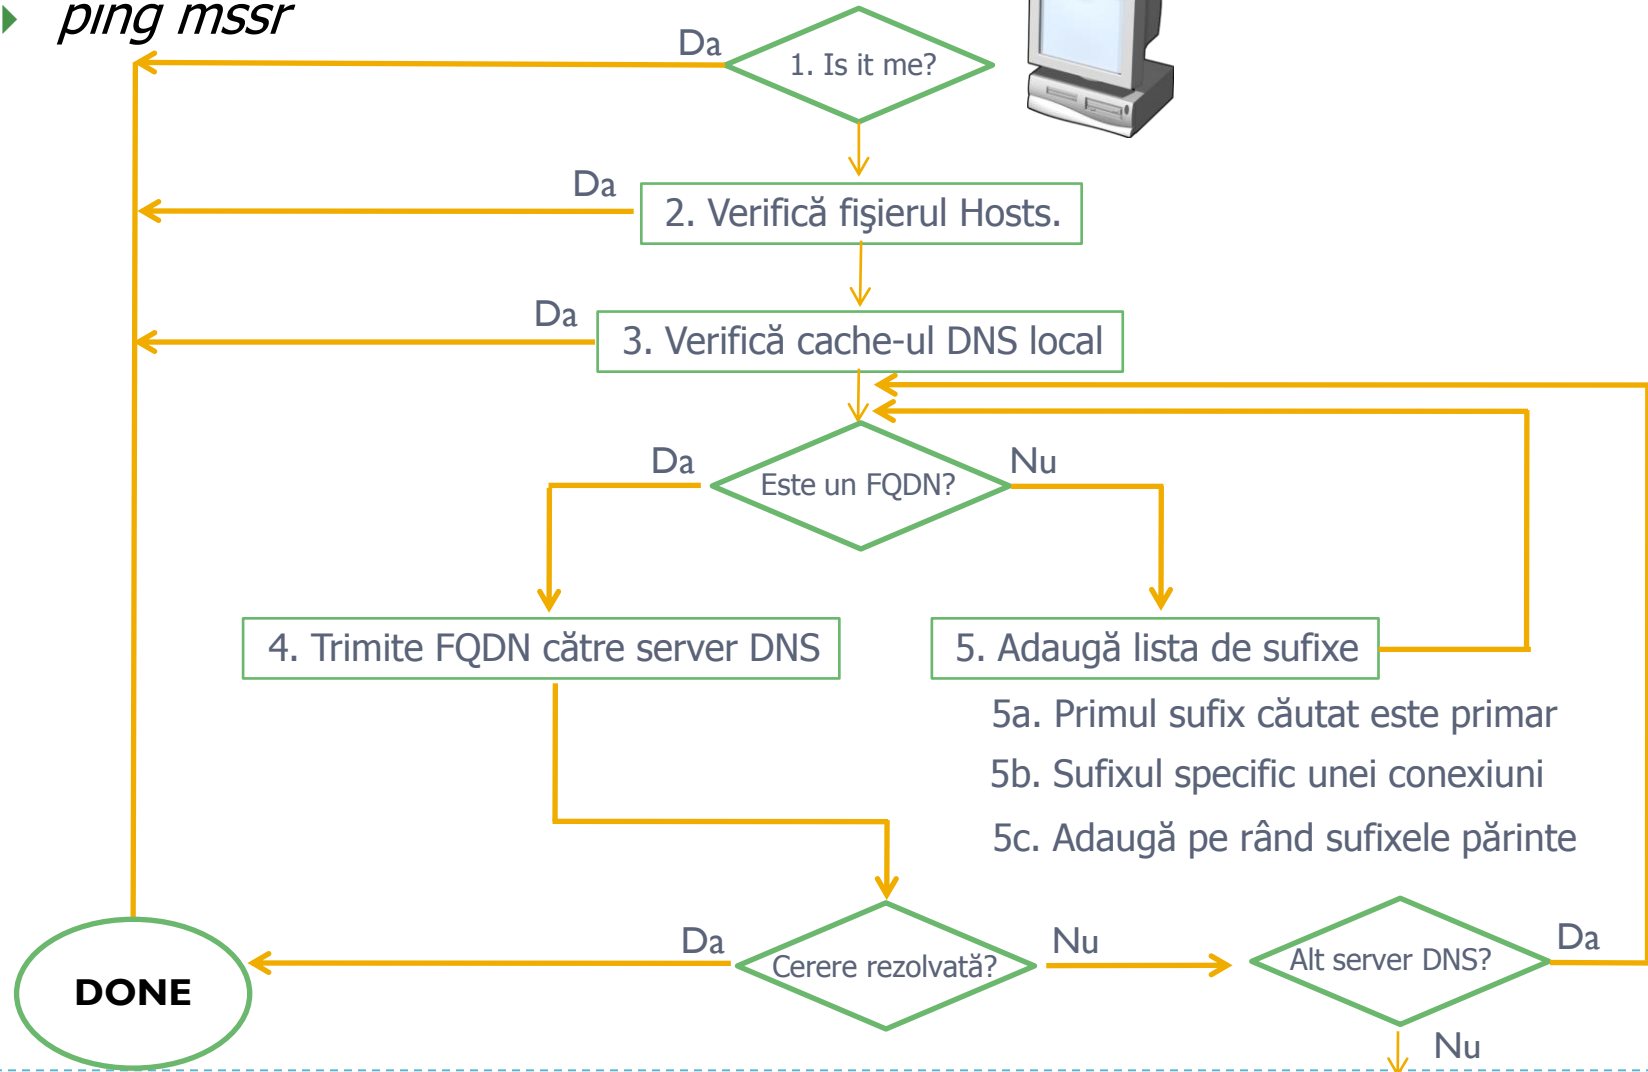 ping mssr
Da
1. Is it me?
Da
2. Verifică fişierul Hosts.
Da
3. Verifică cache-ul DNS local
Da
Este un FQDN?
Nu
4. Trimite FQDN către server DNS
5. Adaugă lista de sufixe
5a. Primul sufix căutat este primar
5b. Sufixul specific unei conexiuni
5c. Adaugă pe rând sufixele părinte
Da
Cerere rezolvată?
Nu
Alt server DNS?
Da
DONE
Nu